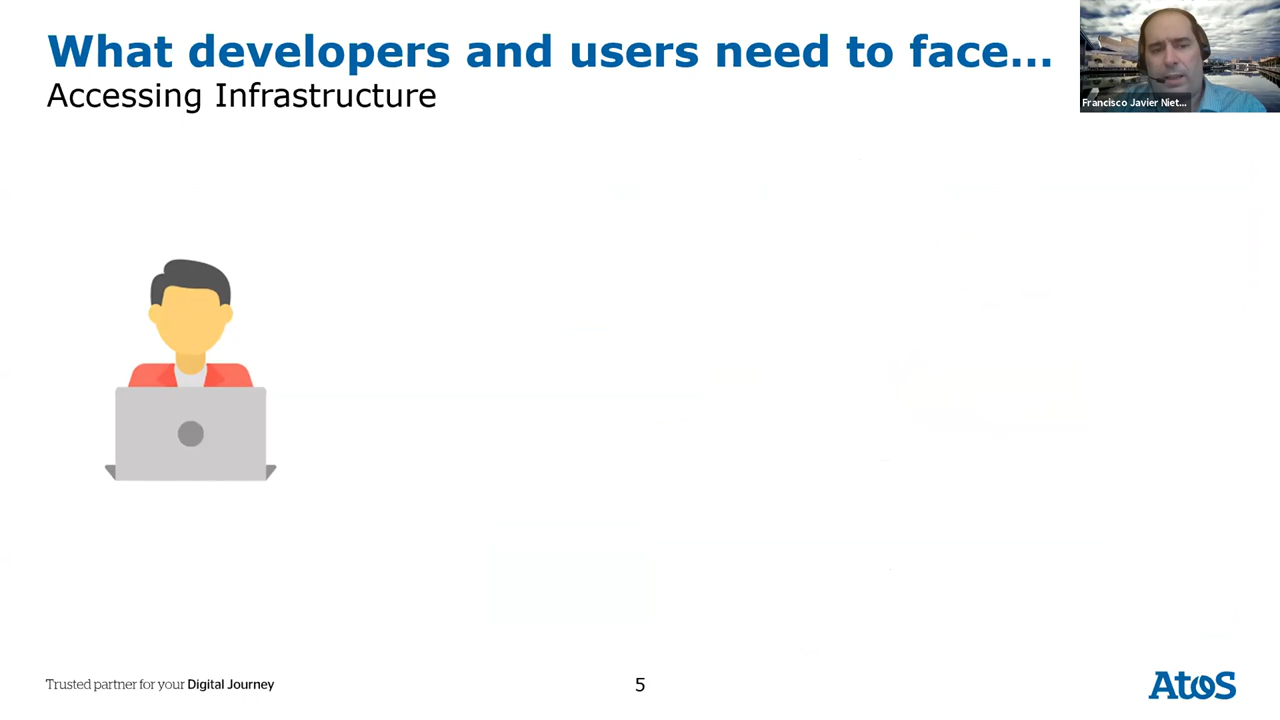 What developers and users need to face...
Accessing Infrastructure
Francisco Javier Niet...
Trusted partner for your Digital Journey
5
Atos